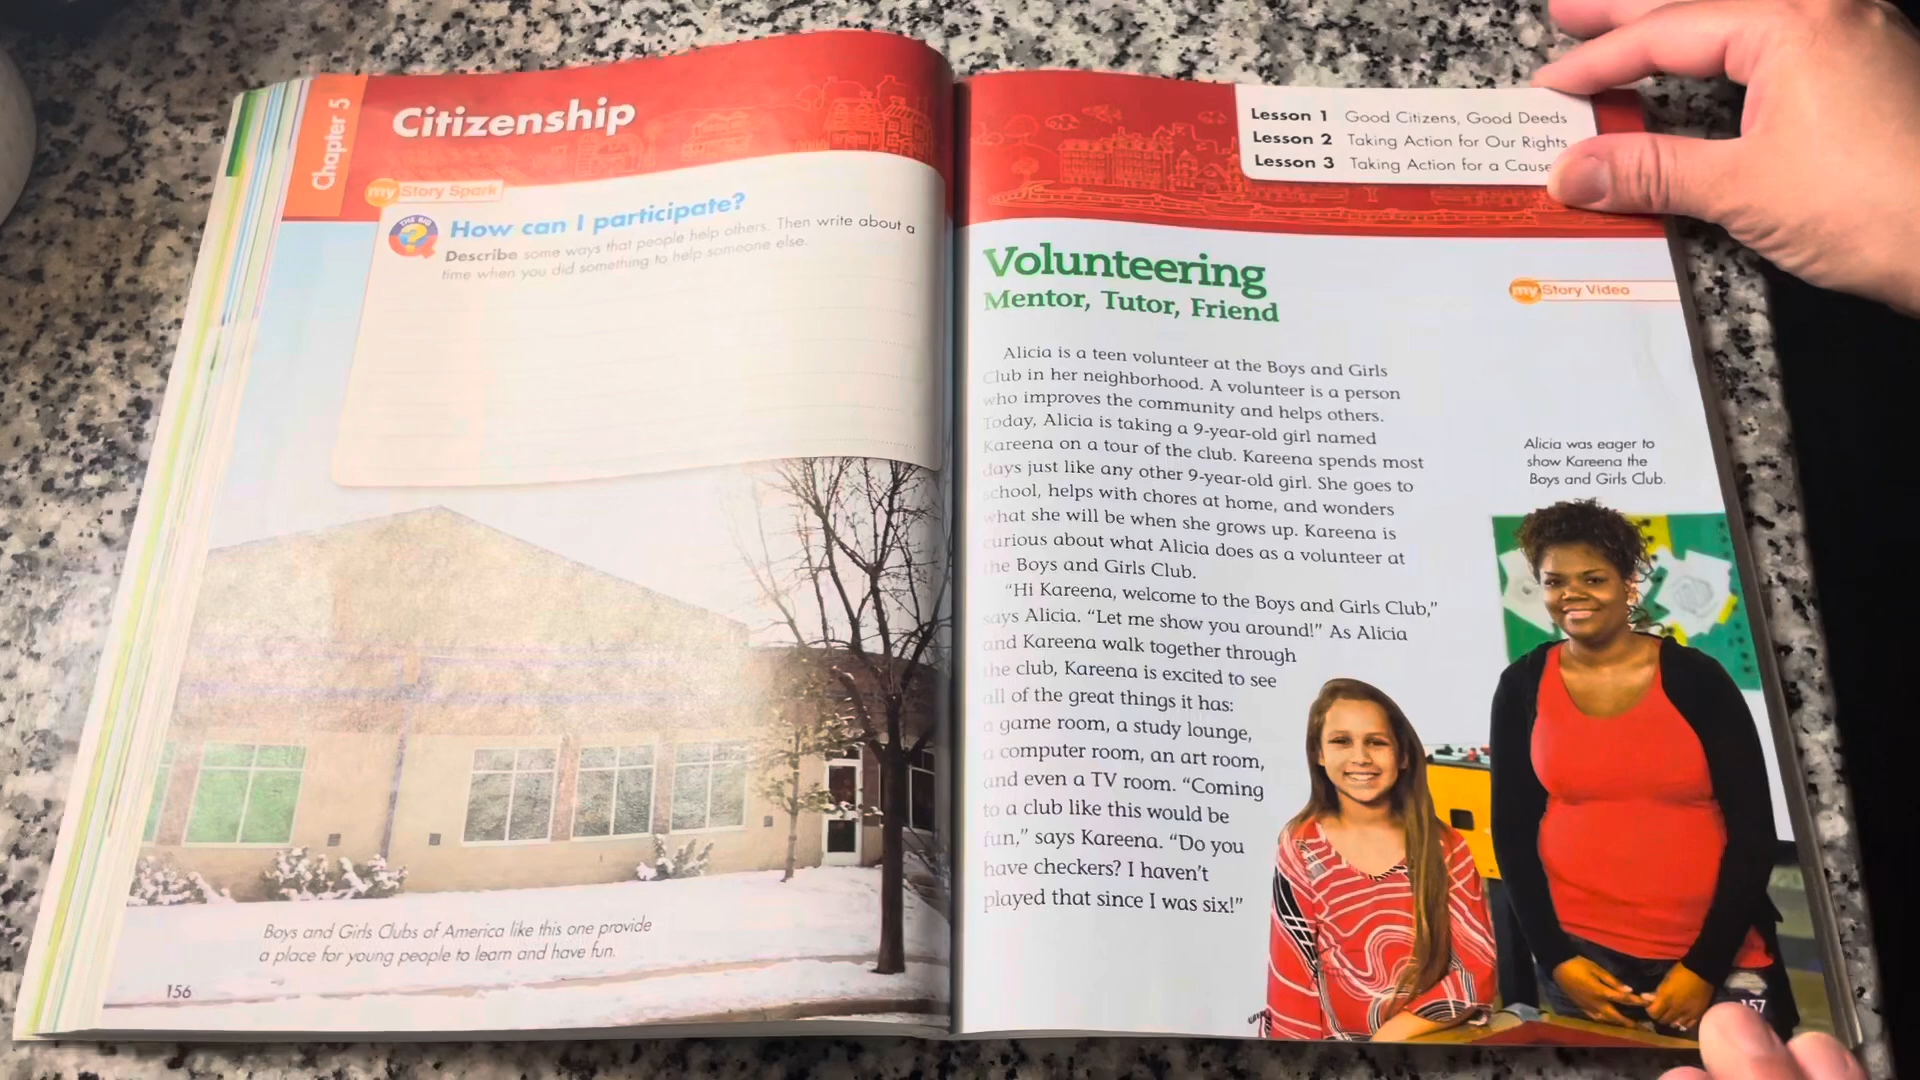 Chapter 5
Citizenship
my Story Spark
THE BIG
?
How can I participate?
Describe some ways that people help others. Then write about a
time when you did something to help someone else.
Boys and Girls Clubs of America like this one provide
a place for young people to learn and have fun.
156
Lesson 1 Good Citizens, Good Deeds
Lesson 2 Taking Action for Our Rights
Lesson 3 Taking Action for a Cause
Volunteering
Mentor, Tutor, Friend
my Story Video
Alicia is a teen volunteer at the Boys and Girls
Club in her neighborhood. A volunteer is a person
who improves the community and helps others.
Today, Alicia is taking a 9-year-old girl named
Kareena on a tour of the club. Kareena spends most
days just like any other 9-year-old girl. She goes to
school, helps with chores at home, and wonders
what she will be when she grows up. Kareena is
curious about what Alicia does as a volunteer at
the Boys and Girls Club.
“Hi Kareena, welcome to the Boys and Girls Club,”
says Alicia. “Let me show you around!” As Alicia
and Kareena walk together through
the club, Kareena is excited to see
all of the great things it has:
a game room, a study lounge,
a computer room, an art room,
and even a TV room. “Coming
to a club like this would be
fun,” says Kareena. “Do you
have checkers? I haven’t
played that since I was six!”
Alicia was eager to
show Kareena the
Boys and Girls Club.
157